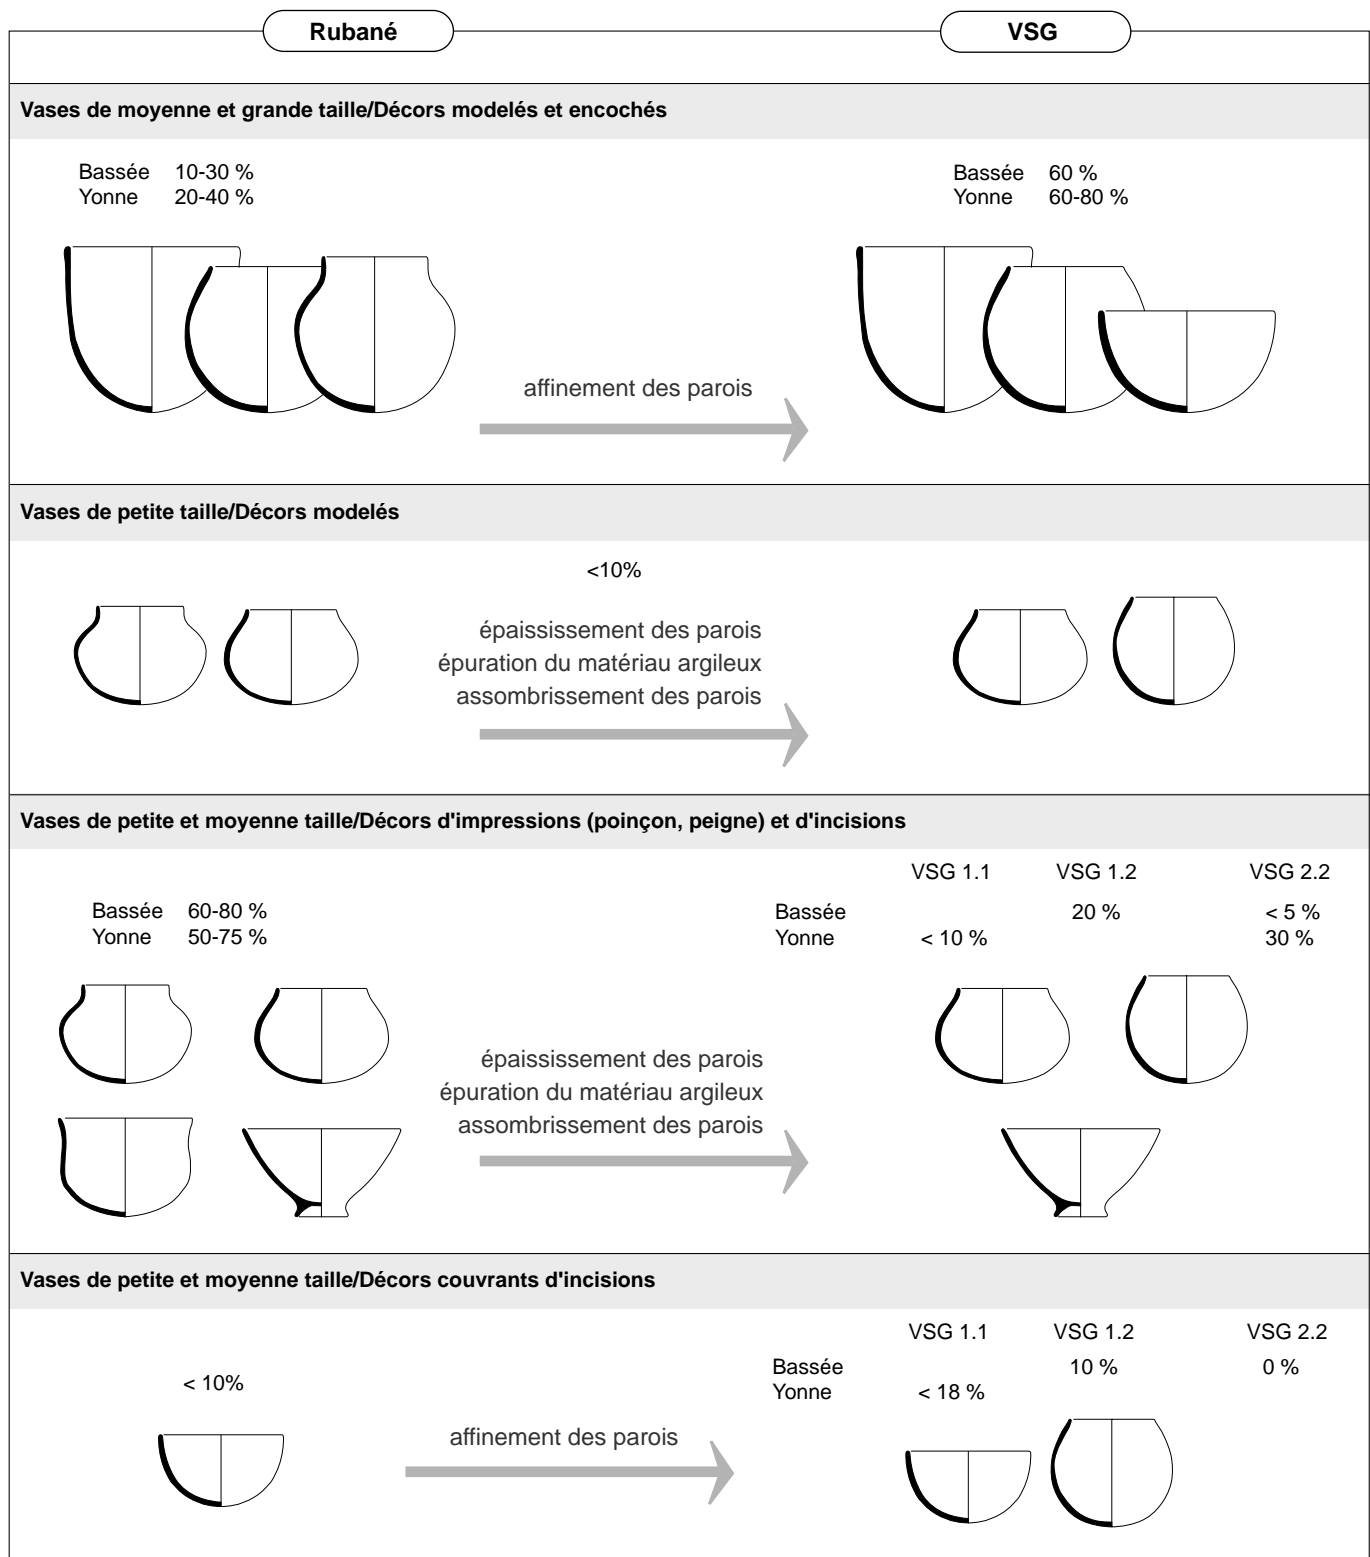 Rubané
VSG
Vases de moyenne et grande taille/Décors modelés et encochés
Bassée 10-30 %
Yonne 20-40 %
Bassée 60 %
Yonne 60-80 %
affinement des parois
Vases de petite taille/Décors modelés
<10%
épaississement des parois
épuration du matériau argileux
assombrissement des parois
Vases de petite et moyenne taille/Décors d'impressions (poinçon, peigne) et d'incisions
Bassée 60-80 %
Yonne 50-75 %
VSG 1.1 VSG 1.2 VSG 2.2
Bassée 20 % < 5 %
Yonne < 10 % 30 %
épaississement des parois
épuration du matériau argileux
assombrissement des parois
Vases de petite et moyenne taille/Décors couvrants d'incisions
< 10%
VSG 1.1 VSG 1.2 VSG 2.2
Bassée 10 % 0 %
Yonne < 18 %
affinement des parois